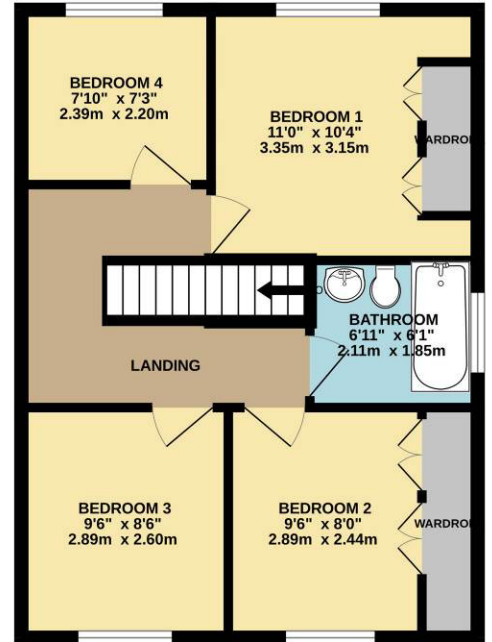 BEDROOM 4
7'10" x 7'3"
2.39m x 2.20m
BEDROOM 1
11'0" x 10'4"
3.35m x 3.15m
WARDROB
BATHROOM
6'11" x 6'1"
2.11m x 1.85m
LANDING
BEDROOM 3
9'6" x 8'6"
2.89m x 2.60m
BEDROOM 2
9'6" x 8'0"
2.89m x 2.44m
WARDROB